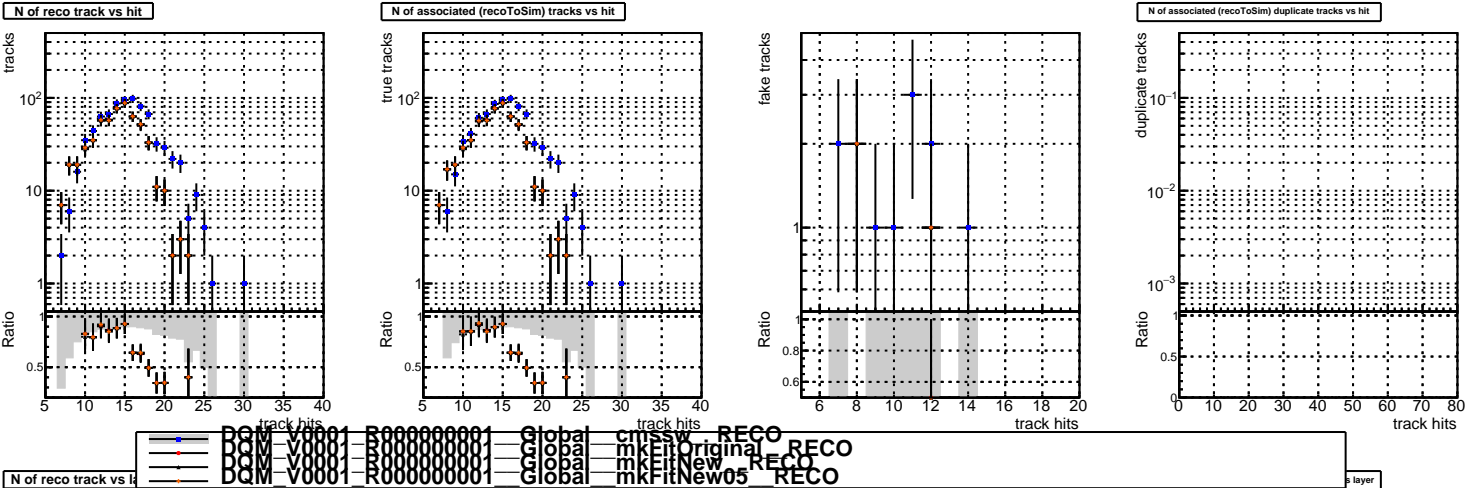 N of reco track vs hit
N of associated (recoToSim) tracks vs hit
N of associated (recoToSim) duplicate tracks vs hit
tracks
10²
10
1
Ratio
1
0.5
5 10 15 20 25 30 35 40
track hits
true tracks
10²
10
1
Ratio
1
0.5
5 10 15 20 25 30 35 40
track hits
fake tracks
1
Ratio
1
0.8
0.6
6 8 10 12 14 16 18 20
track hits
duplicate tracks
10⁻¹
10⁻²
10⁻³
Ratio
1
0.5
0
0 10 20 30 40 50 60 70 80
track hits
DQM_V0001_R000000001__Global__cmssw__RECO
DQM_V0001_R000000001__Global__mkFitOriginal__RECO
DQM_V0001_R000000001__Global__mkFitNew__RECO
DQM_V0001_R000000001__Global__mkFitNew05__RECO
N of reco track vs la
s layer